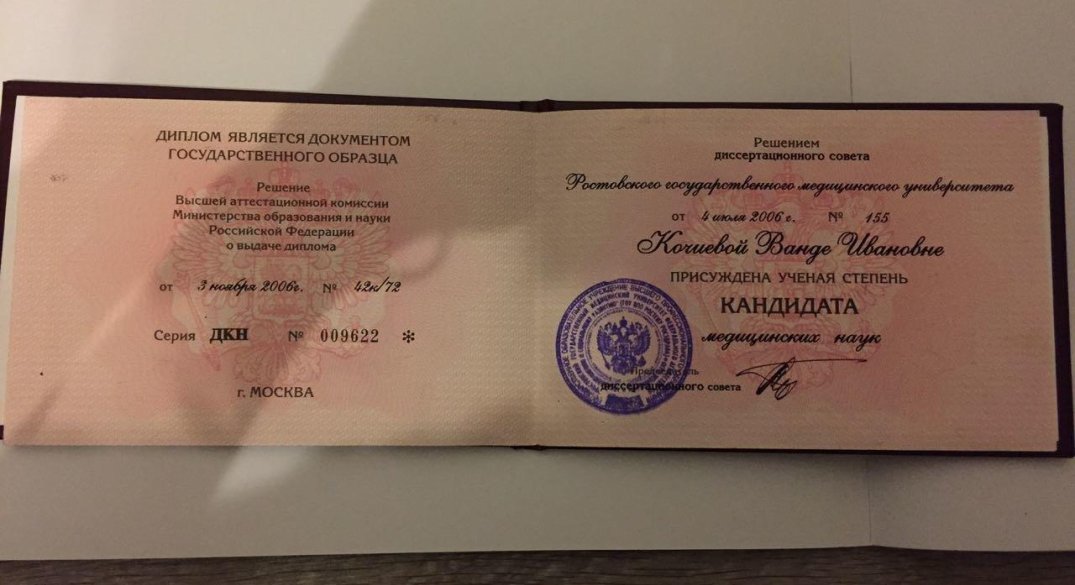 ДИПЛОМ ЯВЛЯЕТСЯ ДОКУМЕНТОМ
ГОСУДАРСТВЕННОГО ОБРАЗЦА
Решение
Высшей аттестационной комиссии
Министерства образования и науки
Российской Федерации
о выдаче диплома
от 3 ноября 2006г. № 42к/72
Серия ДКН № 009622 *
г. МОСКВА
Решением
диссертационного совета
Ростовского государственного медицинского университета
от 4 июля 2006 г. № 155
Кочиевой Ванде Ивановне
ПРИСУЖДЕНА УЧЕНАЯ СТЕПЕНЬ
КАНДИДАТА
медицинских наук
Председатель
диссертационного совета